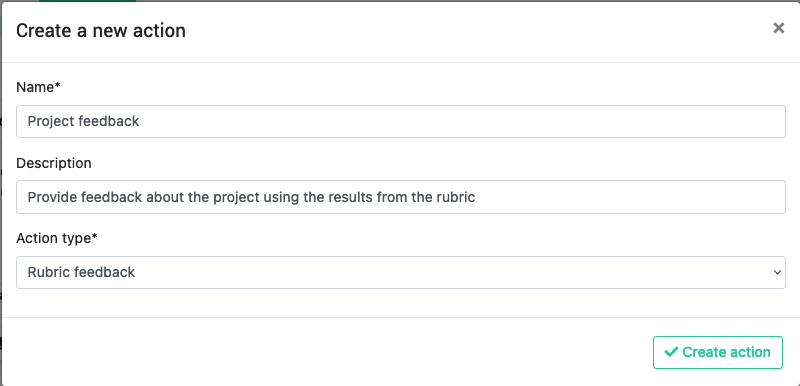 Create a new action
×
Name*
Project feedback
Description
Provide feedback about the project using the results from the rubric
Action type*
Rubric feedback
Create action